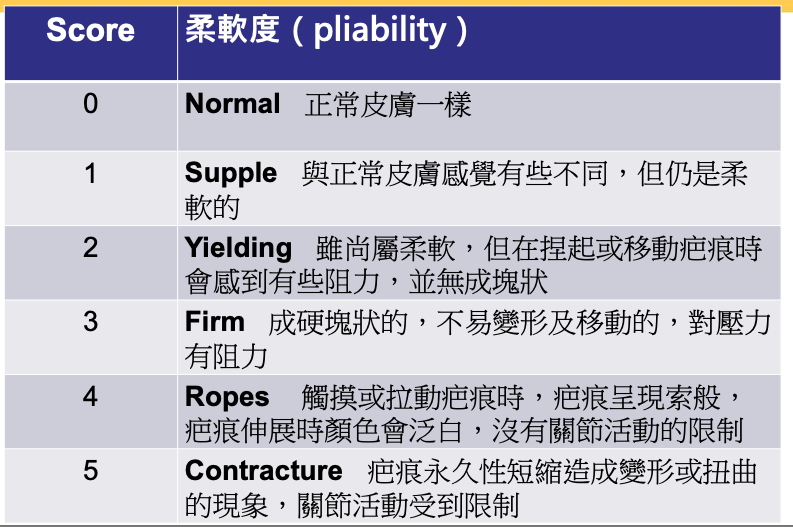 Score 柔軟度（pliability）
0 Normal 正常皮膚一樣
1 Supple 與正常皮膚感覺有些不同，但仍是柔
軟的
2 Yielding 雖尚屬柔軟，但在捏起或移動疤痕時
會感到有些阻力，並無成塊狀
3 Firm 成硬塊狀的，不易變形及移動的，對壓力
有阻力
4 Ropes 觸摸或拉動疤痕時，疤痕呈現索般，
疤痕伸展時顏色會泛白，沒有關節活動的限制
5 Contracture 疤痕永久性短縮造成變形或扭曲
的現象，關節活動受到限制